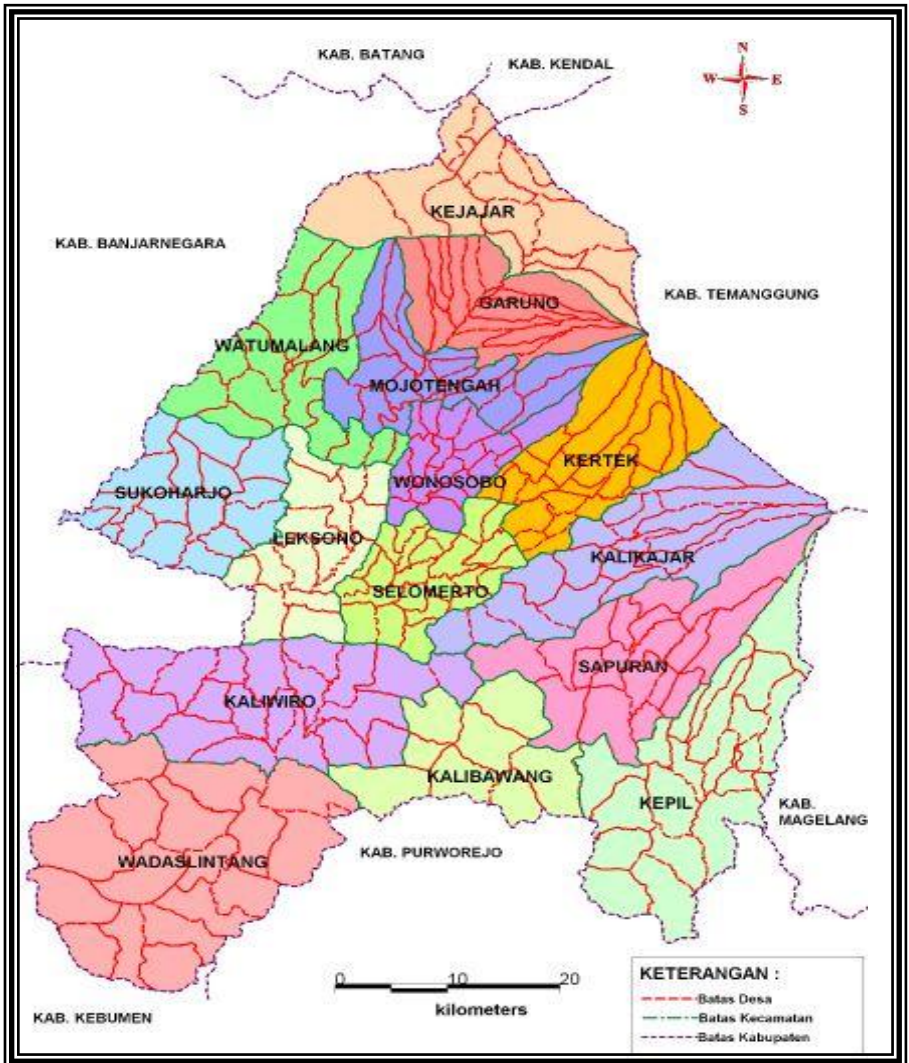 KAB. BATANG
KAB. KENDAL
N
W
E
S
KEJAJAR
KAB. BANJARNEGARA
KAB. TEMANGGUNG
GARUNG
WATUMALANG
MOJOTENGAH
KERTEK
SUKOHARJO
WONOSOBO
LEKSONO
KALIKAJAR
SELOMERTO
SAPURAN
KALIWIRO
KALIBAWANG
KEPIL
KAB.
MAGELANG
KAB. PURWOREJO
WADASLINTANG
0 10 20
kilometers
KETERANGAN :
Batas Desa
Batas Kecamatan
Batas Kabupaten
KAB. KEBUMEN